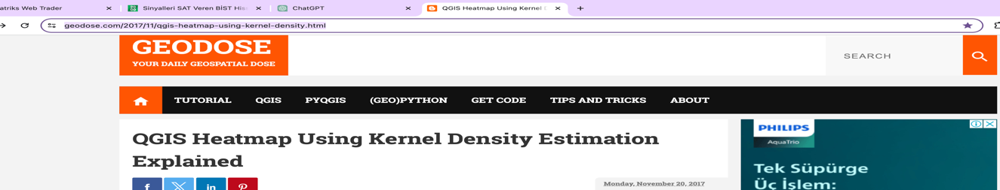 atriks Web Trader
Sinyalleri SAT Veren BİST His
ChatGPT
QGIS Heatmap Using Kernel D
geodose.com/2017/11/qgis-heatmap-using-kernel-density.html
GEODOSE
YOUR DAILY GEOSPATIAL DOSE
SEARCH
TUTORIAL QGIS PYQGIS (GEO)PYTHON GET CODE TIPS AND TRICKS ABOUT
QGIS Heatmap Using Kernel Density Estimation
Explained
Monday, November 20, 2017
PHILIPS
AquaTrio
Tek Süpürge
Üç İşlem: